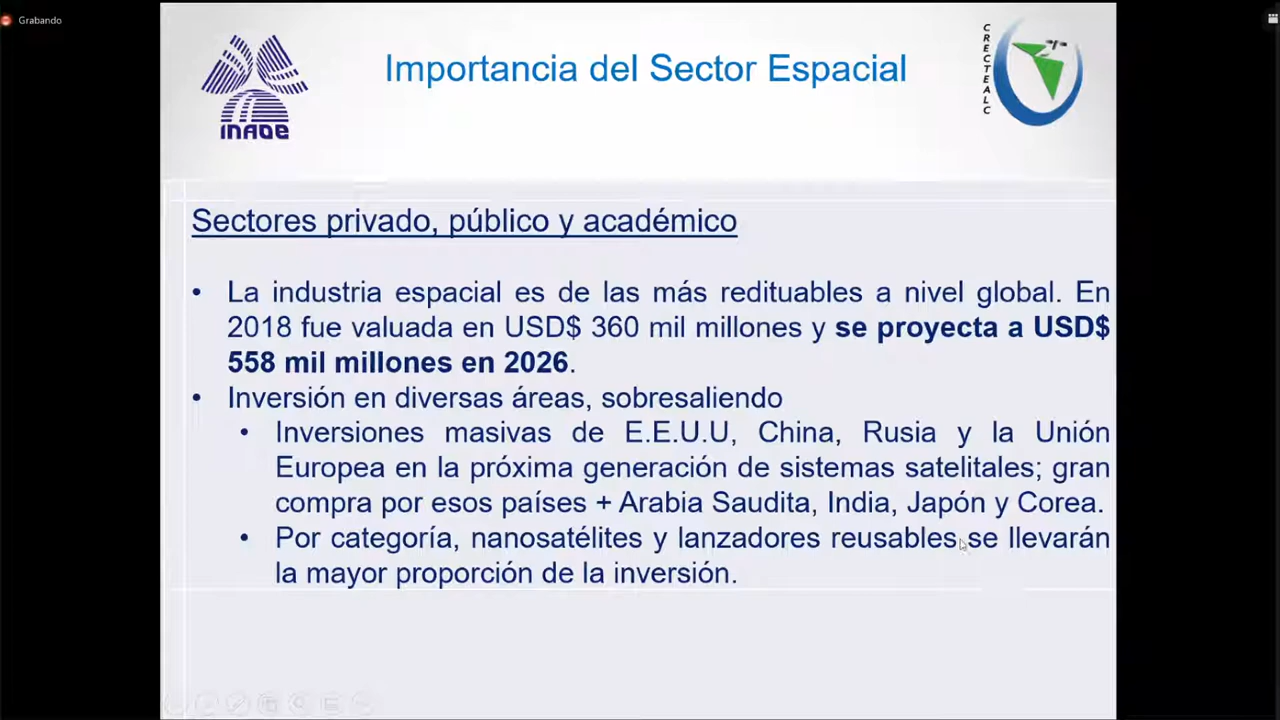 Grabando
Importancia del Sector Espacial
INAOE
CRECTEALC
Sectores privado, público y académico
• La industria espacial es de las más redituables a nivel global. En
2018 fue valuada en USD$ 360 mil millones y se proyecta a USD$
558 mil millones en 2026.
• Inversión en diversas áreas, sobresaliendo
• Inversiones masivas de E.E.U.U, China, Rusia y la Unión
Europea en la próxima generación de sistemas satelitales; gran
compra por esos países + Arabia Saudita, India, Japón y Corea.
• Por categoría, nanosatélites y lanzadores reusables se llevarán
la mayor proporción de la inversión.